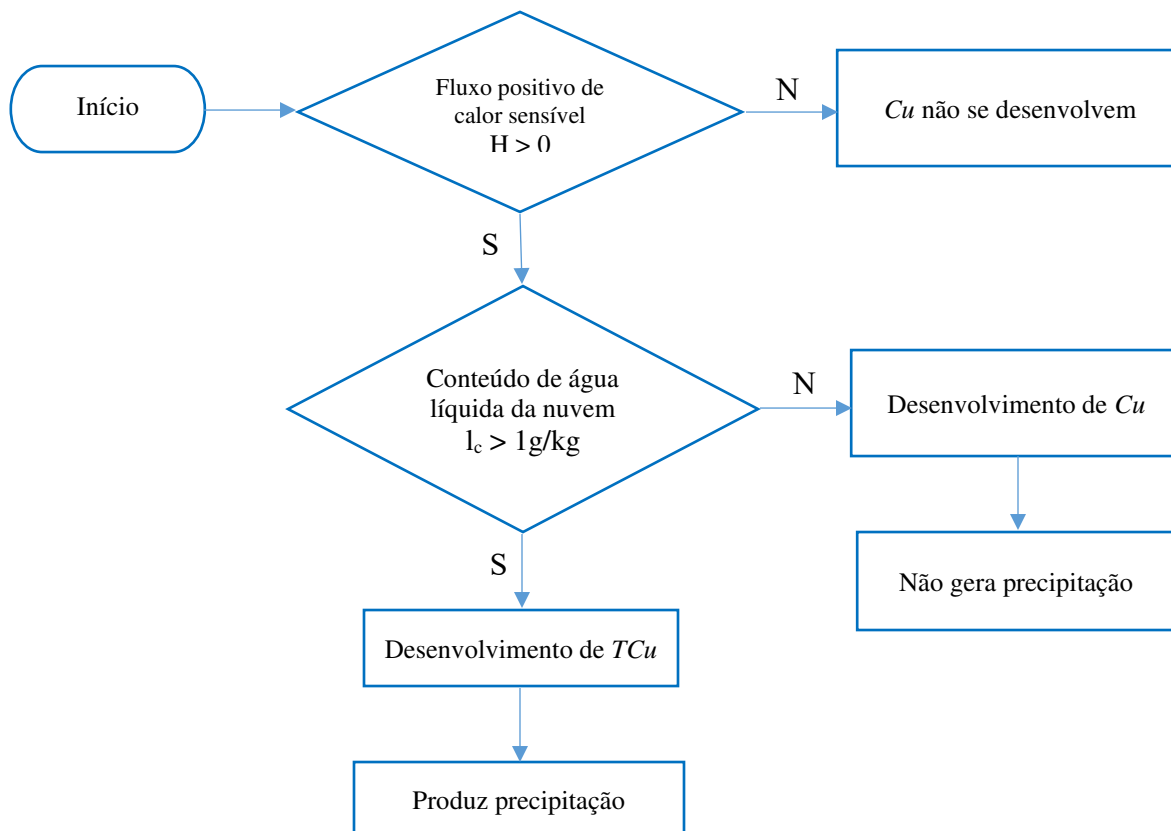 Início
Fluxo positivo de
calor sensível
H > 0
N
Cu não se desenvolvem
S
Conteúdo de água
líquida da nuvem
lc > 1g/kg
N
Desenvolvimento de Cu
Não gera precipitação
S
Desenvolvimento de TCu
Produz precipitação